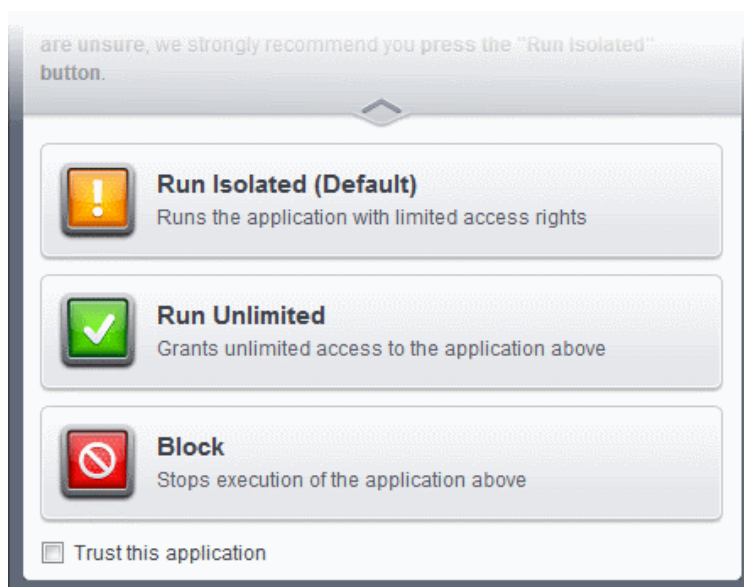 are unsure, we strongly recommend you press the "Run Isolated"
button.
Run Isolated (Default)
Runs the application with limited access rights
Run Unlimited
Grants unlimited access to the application above
Block
Stops execution of the application above
Trust this application